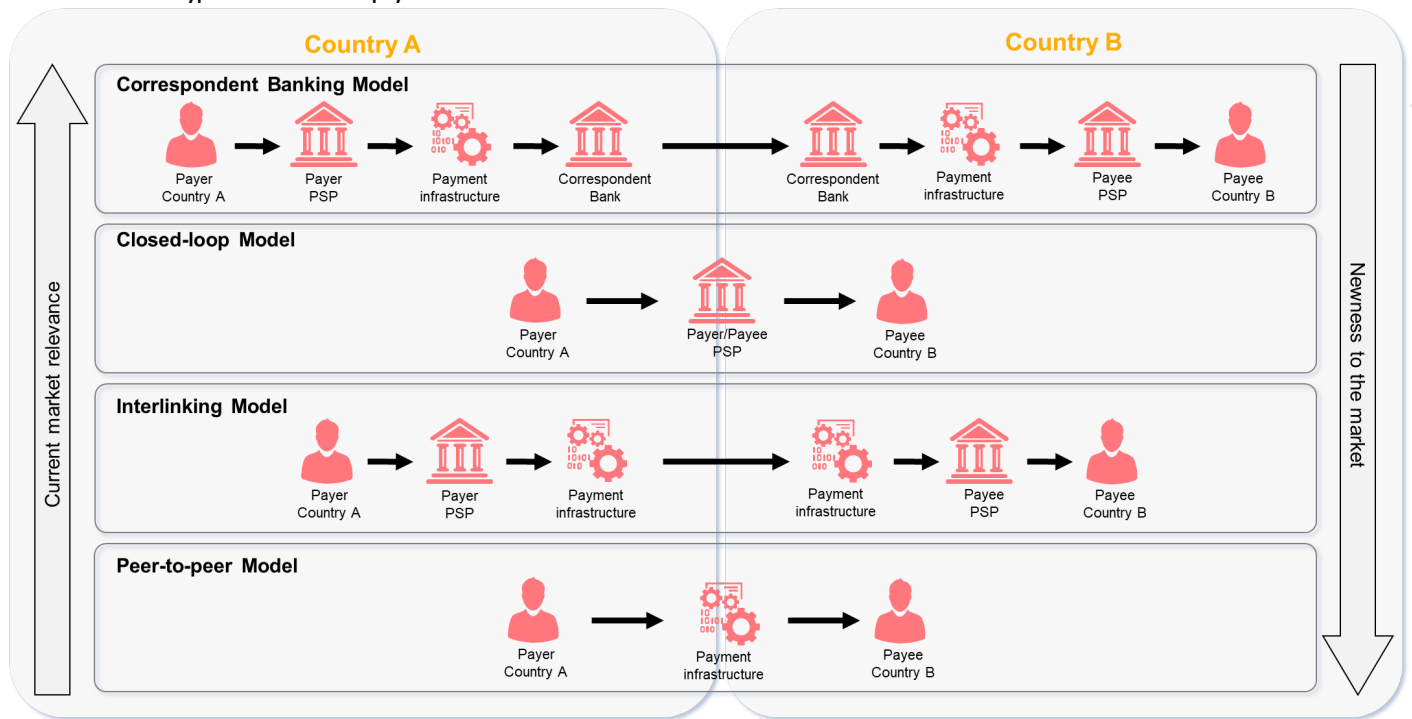 Country A
Country B
Correspondent Banking Model
Payer
Country A
Payer
PSP
Payment
infrastructure
Correspondent
Bank
Correspondent
Bank
Payment
infrastructure
Payee
PSP
Payee
Country B
Closed-loop Model
Payer
Country A
Payer/Payee
PSP
Payee
Country B
Interlinking Model
Payer
Country A
Payer
PSP
Payment
infrastructure
Payment
infrastructure
Payee
PSP
Payee
Country B
Peer-to-peer Model
Payer
Country A
Payment
infrastructure
Payee
Country B
Current market relevance
Newness to the market